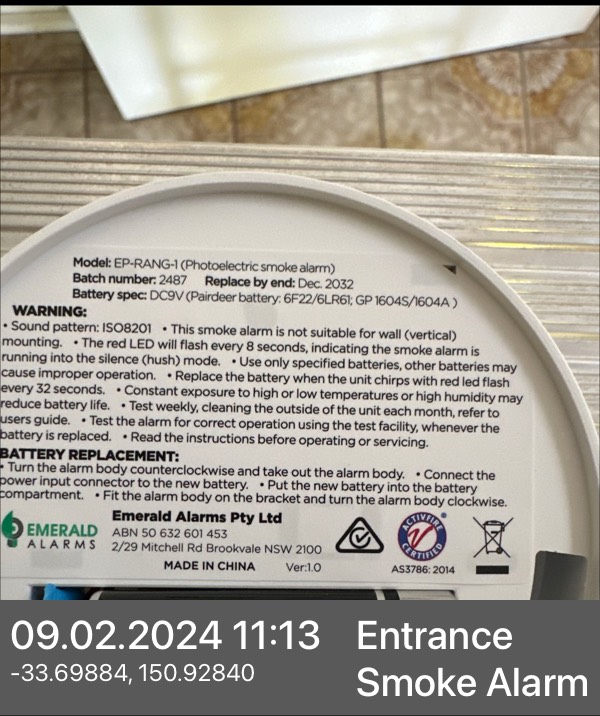 Model: EP-RANG-1 (Photoelectric smoke alarm)
Batch number: 2487 Replace by end: Dec. 2032
Battery spec: DC9V (Pairdeer battery: 6F22/6LR61; GP 1604S/1604A )
WARNING:
• Sound pattern: ISO8201 • This smoke alarm is not suitable for wall (vertical)
mounting. • The red LED will flash every 8 seconds, indicating the smoke alarm is
running into the silence (hush) mode. • Use only specified batteries, other batteries may
cause improper operation. • Replace the battery when the unit chirps with red led flash
every 32 seconds. • Constant exposure to high or low temperatures or high humidity may
reduce battery life. • Test weekly, cleaning the outside of the unit each month, refer to
users guide. • Test the alarm for correct operation using the test facility, whenever the
battery is replaced. • Read the instructions before operating or servicing.
BATTERY REPLACEMENT:
• Turn the alarm body counterclockwise and take out the alarm body. • Connect the
power input connector to the new battery. • Put the new battery into the battery
compartment. • Fit the alarm body on the bracket and turn the alarm body clockwise.
EMERALD
ALARMS
Emerald Alarms Pty Ltd
ABN 50 632 601 453
2/29 Mitchell Rd Brookvale NSW 2100
MADE IN CHINA Ver:1.0
ACTIVFIRE
CERTIFIED
AS3786: 2014
09.02.2024 11:13
-33.69884, 150.92840
Entrance
Smoke Alarm